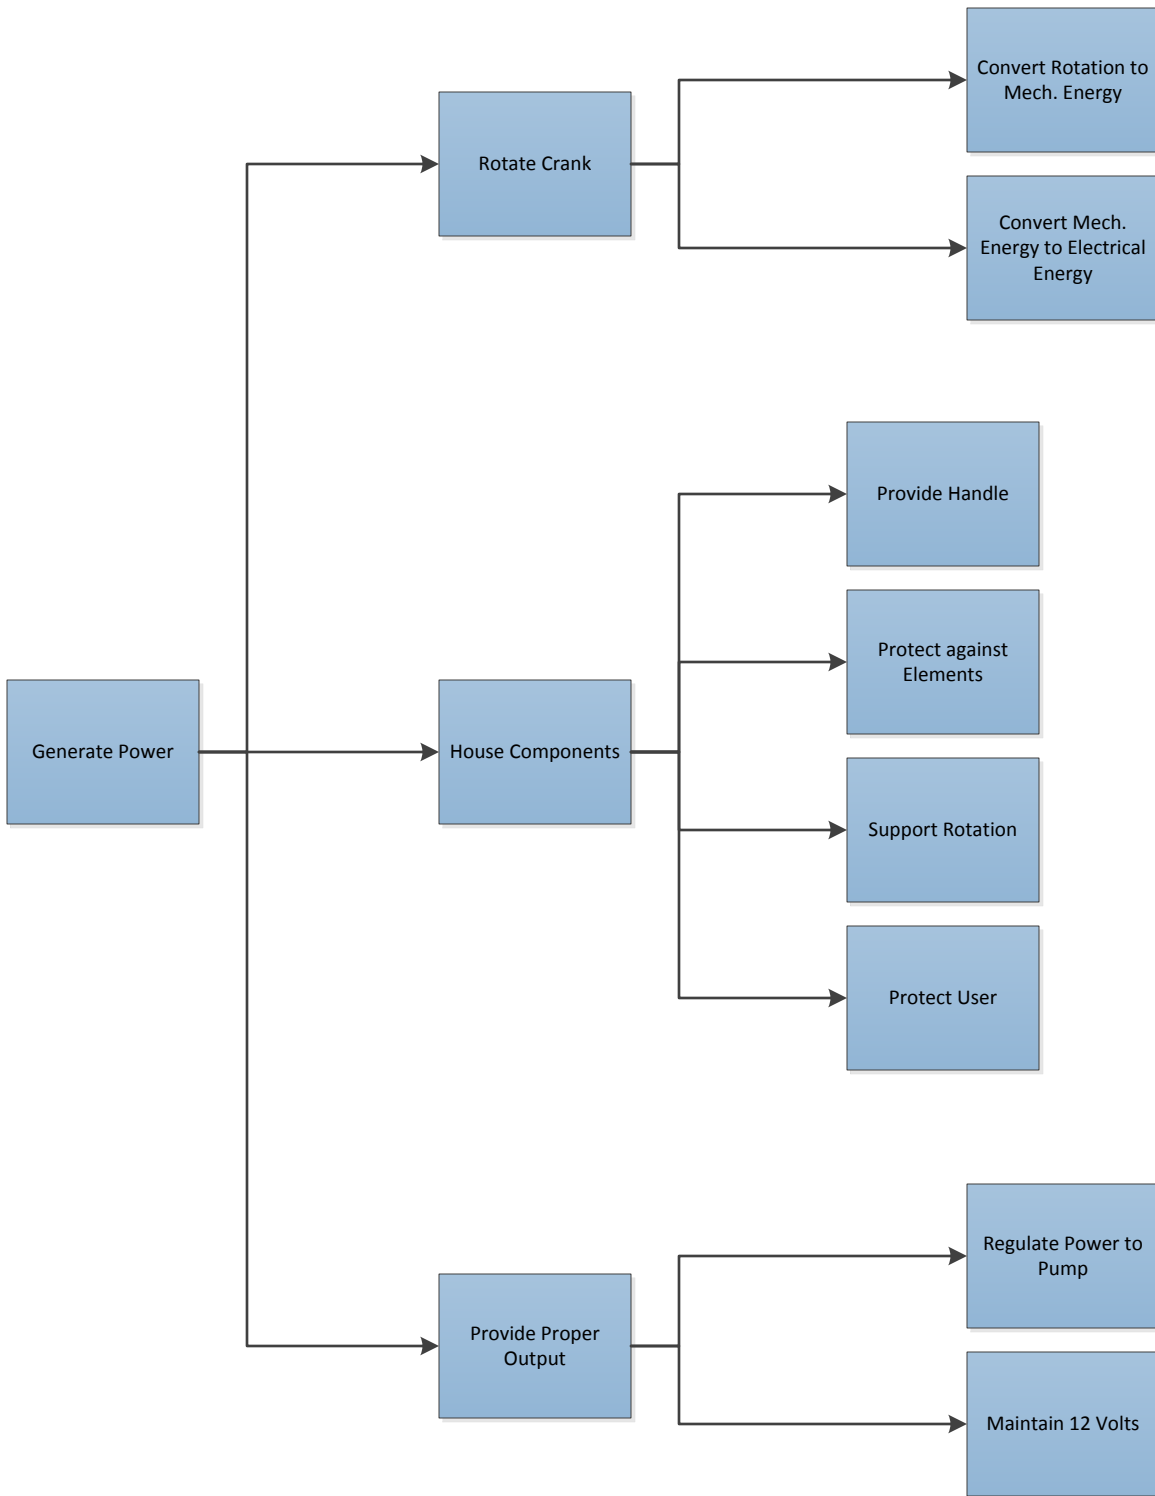 Convert Rotation to
Mech. Energy
Rotate Crank
Convert Mech.
Energy to Electrical
Energy
Provide Handle
Protect against
Elements
Generate Power
House Components
Support Rotation
Protect User
Regulate Power to
Pump
Provide Proper
Output
Maintain 12 Volts